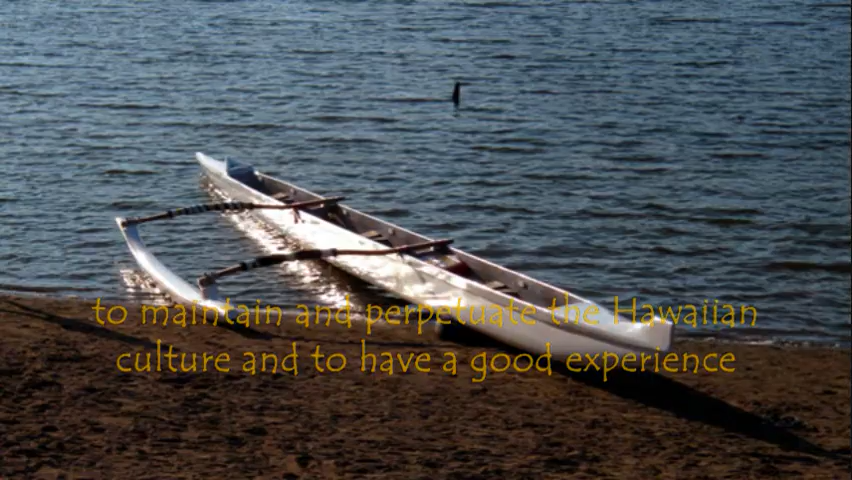 to maintain and perpetuate the Hawaiian
culture and to have a good experience